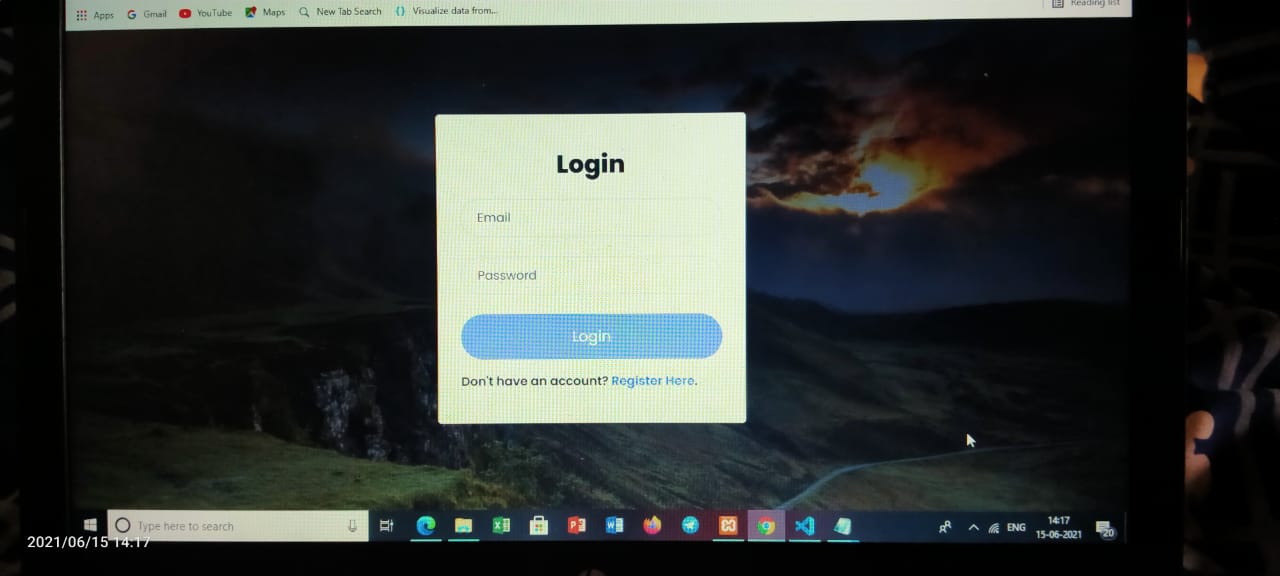 Apps Gmail YouTube Maps New Tab Search Visualize data from... Reading list
Login
Email
Password
Login
Don't have an account? Register Here.
Type here to search
ENG
14:17
15-06-2021
20
2021/06/15 14:17